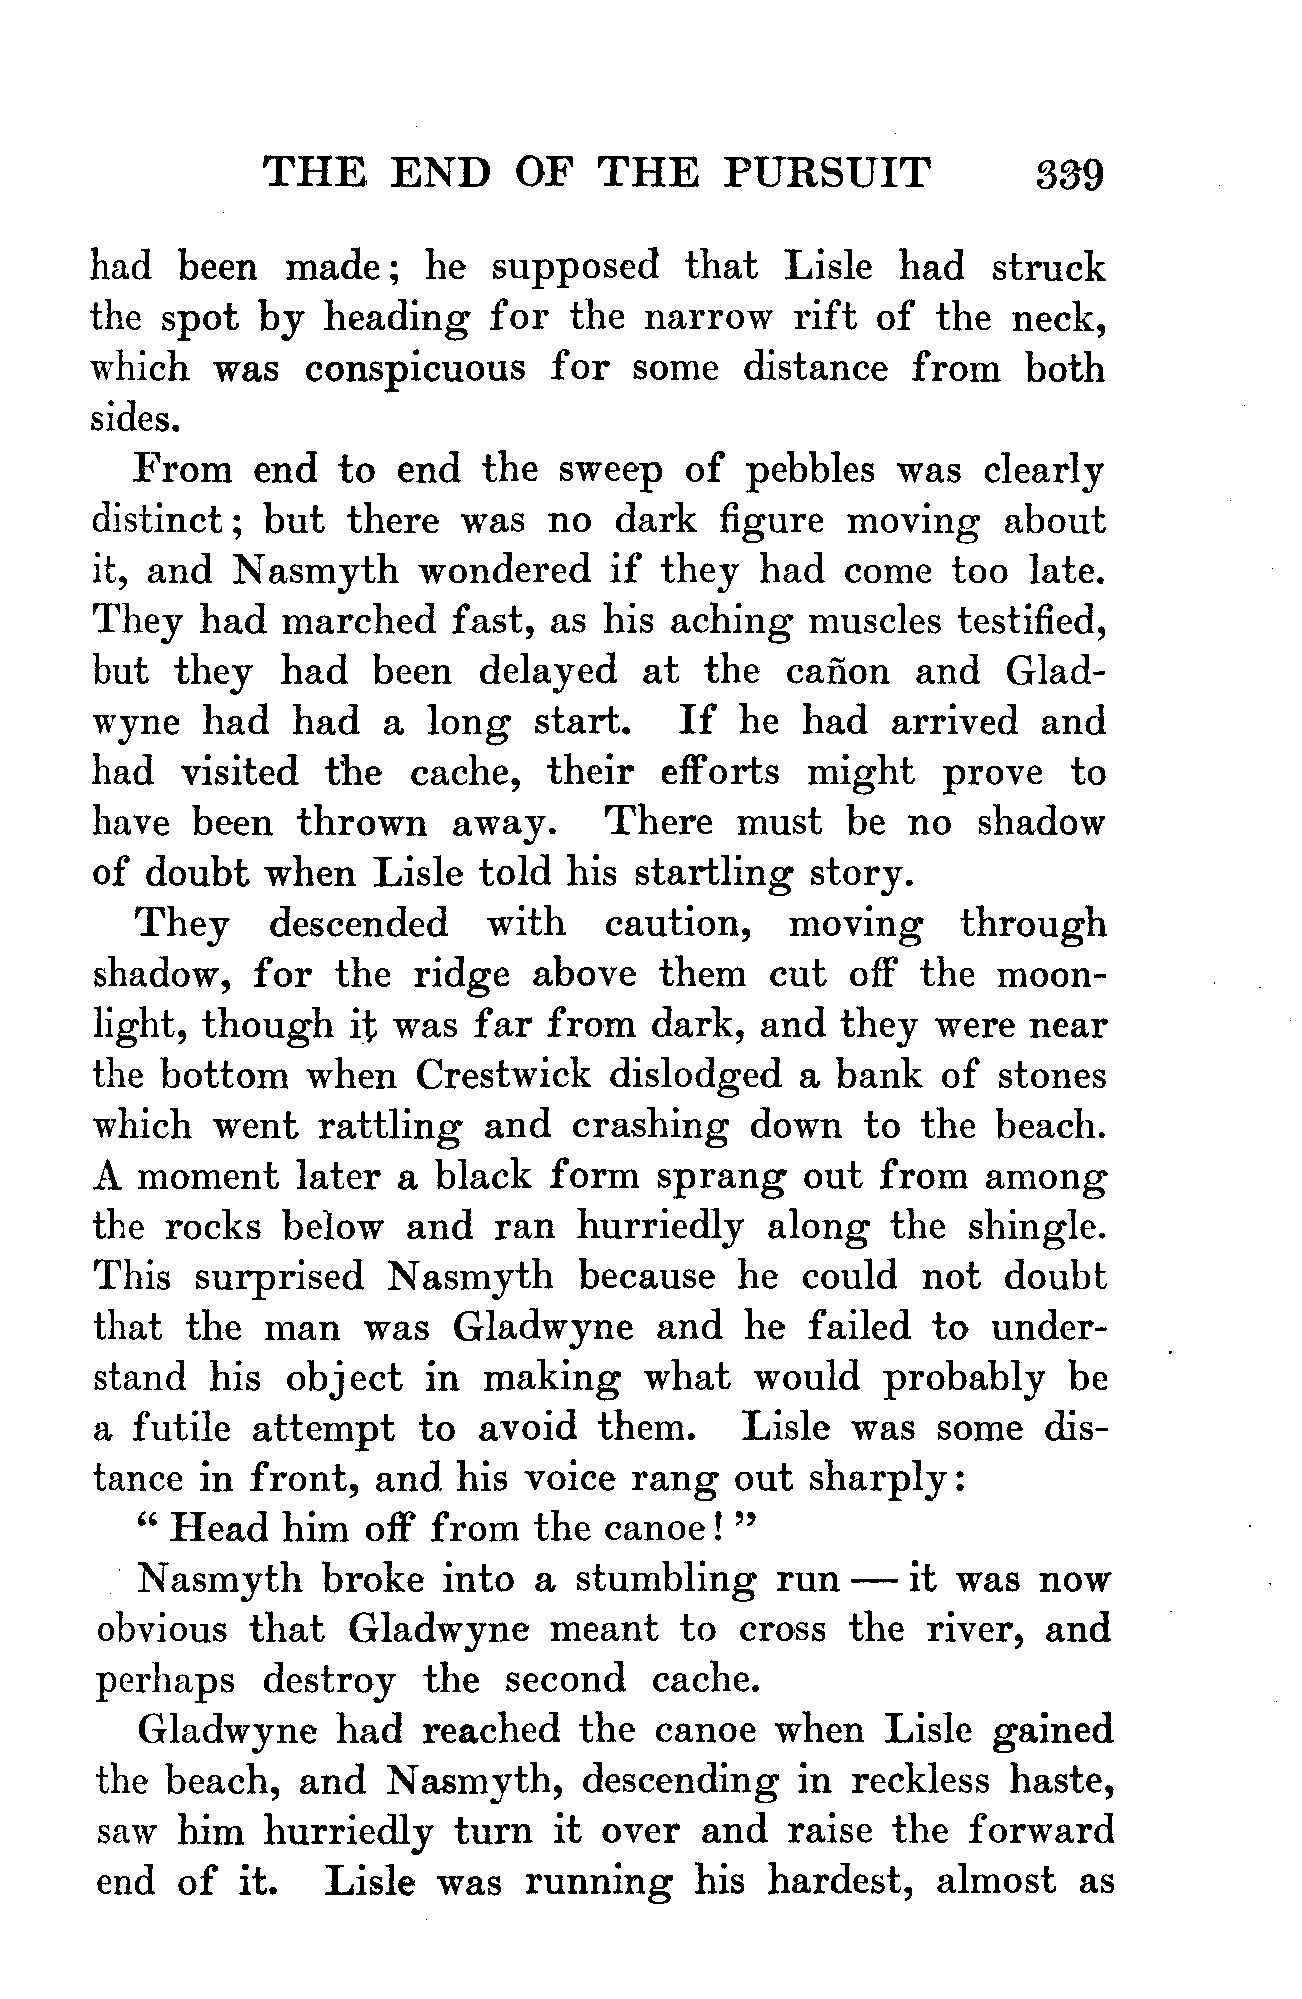 THE END OF THE PURSUIT 339
had been made; he supposed that Lisle had struck
the spot by heading for the narrow rift of the neck,
which was conspicuous for some distance from both
sides.
From end to end the sweep of pebbles was clearly
distinct; but there was no dark figure moving about
it, and Nasmyth wondered if they had come too late.
They had marched fast, as his aching muscles testified,
but they had been delayed at the cañon and Glad-
wyne had had a long start. If he had arrived and
had visited the cache, their efforts might prove to
have been thrown away. There must be no shadow
of doubt when Lisle told his startling story.
They descended with caution, moving through
shadow, for the ridge above them cut off the moon-
light, though it was far from dark, and they were near
the bottom when Crestwick dislodged a bank of stones
which went rattling and crashing down to the beach.
A moment later a black form sprang out from among
the rocks below and ran hurriedly along the shingle.
This surprised Nasmyth because he could not doubt
that the man was Gladwyne and he failed to under-
stand his object in making what would probably be
a futile attempt to avoid them. Lisle was some dis-
tance in front, and his voice rang out sharply:
“ Head him off from the canoe! ”
Nasmyth broke into a stumbling run — it was now
obvious that Gladwyne meant to cross the river, and
perhaps destroy the second cache.
Gladwyne had reached the canoe when Lisle gained
the beach, and Nasmyth, descending in reckless haste,
saw him hurriedly turn it over and raise the forward
end of it. Lisle was running his hardest, almost as